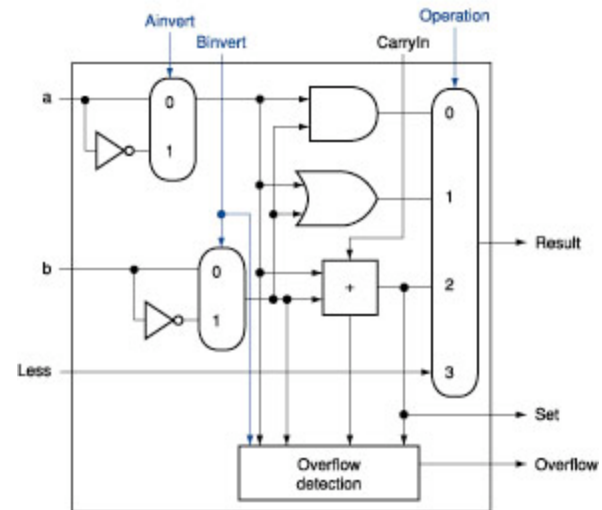 Operation
Ainvert
Binvert
CarryIn
a
0
1
0
1
b
0
1
+
2
Less
3
Result
Set
Overflow
detection
Overflow